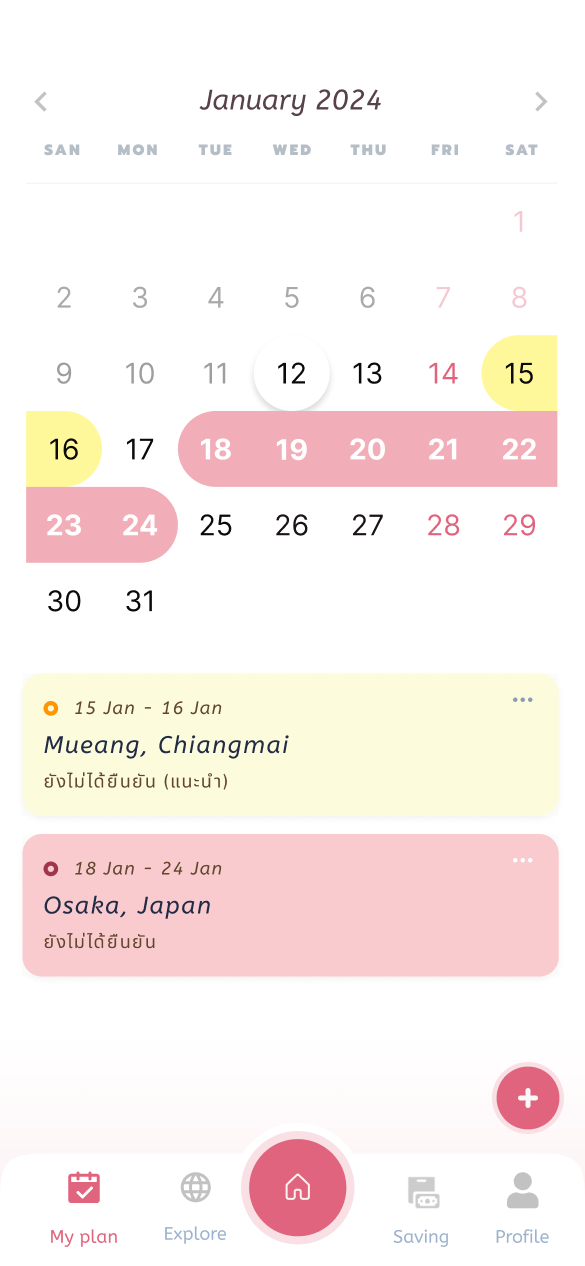 January 2024
SAN MON TUE WED THU FRI SAT
1
2 3 4 5 6 7 8
9 10 11 12 13 14 15
16 17 18 19 20 21 22
23 24 25 26 27 28 29
30 31
15 Jan - 16 Jan
Mueang, Chiangmai
ยังไม่ได้ยืนยัน (แนะนำ)
18 Jan - 24 Jan
Osaka, Japan
ยังไม่ได้ยืนยัน
My plan Explore Saving Profile